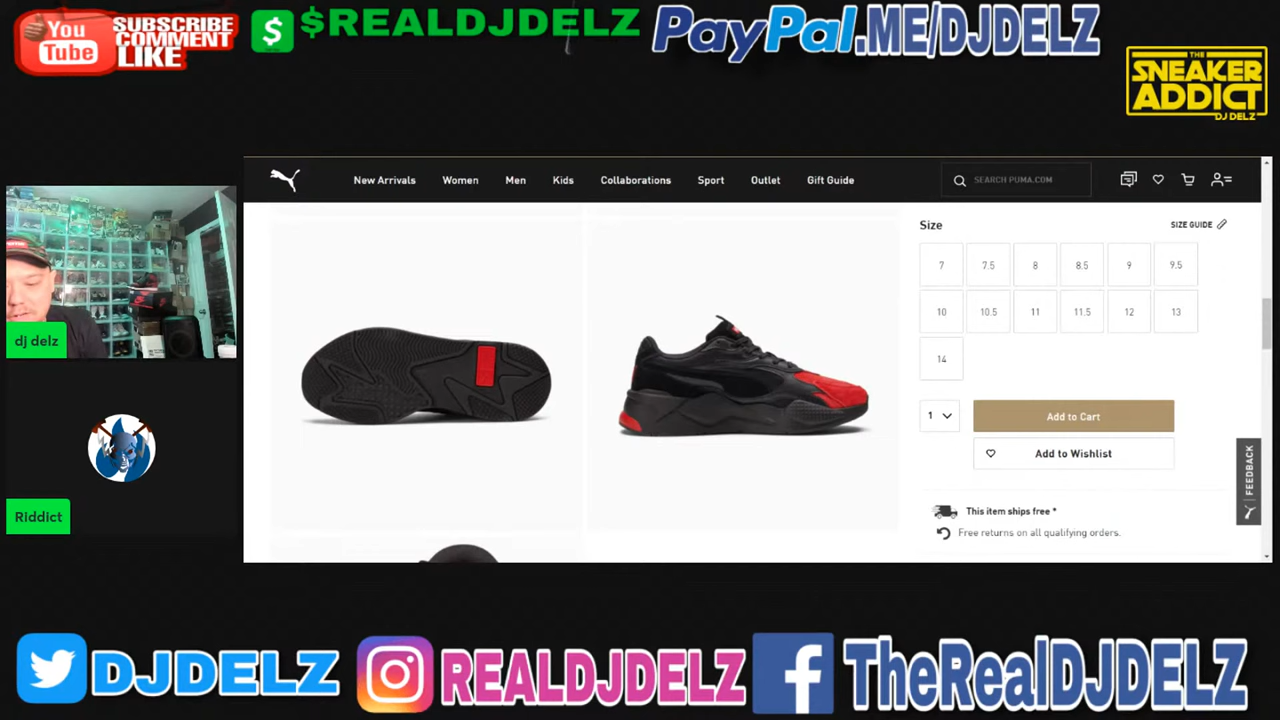 You
Tube
SUBSCRIBE
COMMENT
LIKE
$ $REALDJDELZ
PayPal.ME/DJDELZ
THE
SNEAKER
ADDICT
DJ DELZ
New Arrivals Women Men Kids Collaborations Sport Outlet Gift Guide
SEARCH PUMA.COM
Size
SIZE GUIDE
7 7.5 8 8.5 9 9.5
10 10.5 11 11.5 12 13
14
1 Add to Cart
Add to Wishlist
This item ships free *
Free returns on all qualifying orders.
FEEDBACK
dj delz
Riddict
DJDELZ
REALDJDELZ
f TheRealDJDELZ